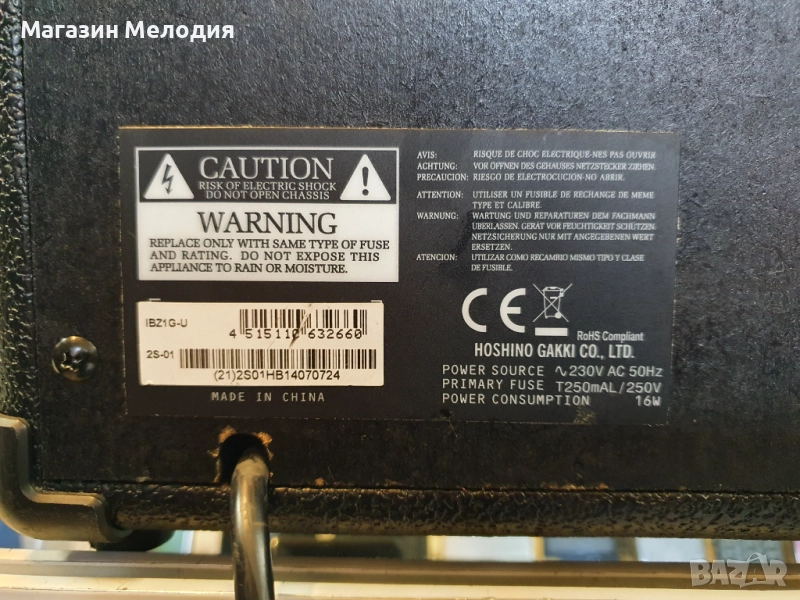 Магазин Мелодия
CAUTION
RISK OF ELECTRIC SHOCK
DO NOT OPEN CHASSIS
WARNING
REPLACE ONLY WITH SAME TYPE OF FUSE
AND RATING. DO NOT EXPOSE THIS
APPLIANCE TO RAIN OR MOISTURE.
IBZ1G-U
4 515110 632660
2S-01
(21)2S01HB14070724
MADE IN CHINA
AVIS: RISQUE DE CHOC ELECTRIQUE-NES PAS OUVRIR
ACHTUNG: VOR ÖFFNEN DES GEHAUSES NETZSTECKER ZIEHEN.
PRECAUCION: RIESGO DE ELECTROCUCION-NO ABRIR.
ATTENTION: UTILISER UN FUSIBLE DE RECHANGE DE MEME
TYPE ET CALIBRE.
WARNUNG: WARTUNG UND REPARATUREN DEM FACHMANN
UBERKLASSEN. GERAT VOR FEUCHTIGKEIT SCHÜTZEN.
NETZSICHERUNG NUR MIT ANGEGEBENEN WERT
ERSETZEN.
ATENCION: UTILIZAR COMO RECAMBIO MISMO TIPO Y CLASE
DE FUSIBLE.
CE
RoHS Compliant
HOSHINO GAKKI CO., LTD.
POWER SOURCE ∿230V AC 50Hz
PRIMARY FUSE T250mAL/250V
POWER CONSUMPTION 16W
BAZAR